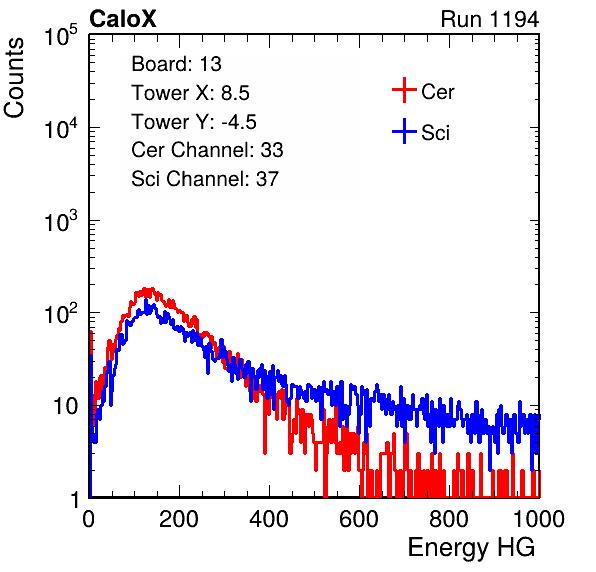 CaloX Run 1194
Counts
10^5
10^4
10^3
10^2
10
1
Board: 13
Tower X: 8.5
Tower Y: -4.5
Cer Channel: 33
Sci Channel: 37
Cer
Sci
0 200 400 600 800 1000
Energy HG